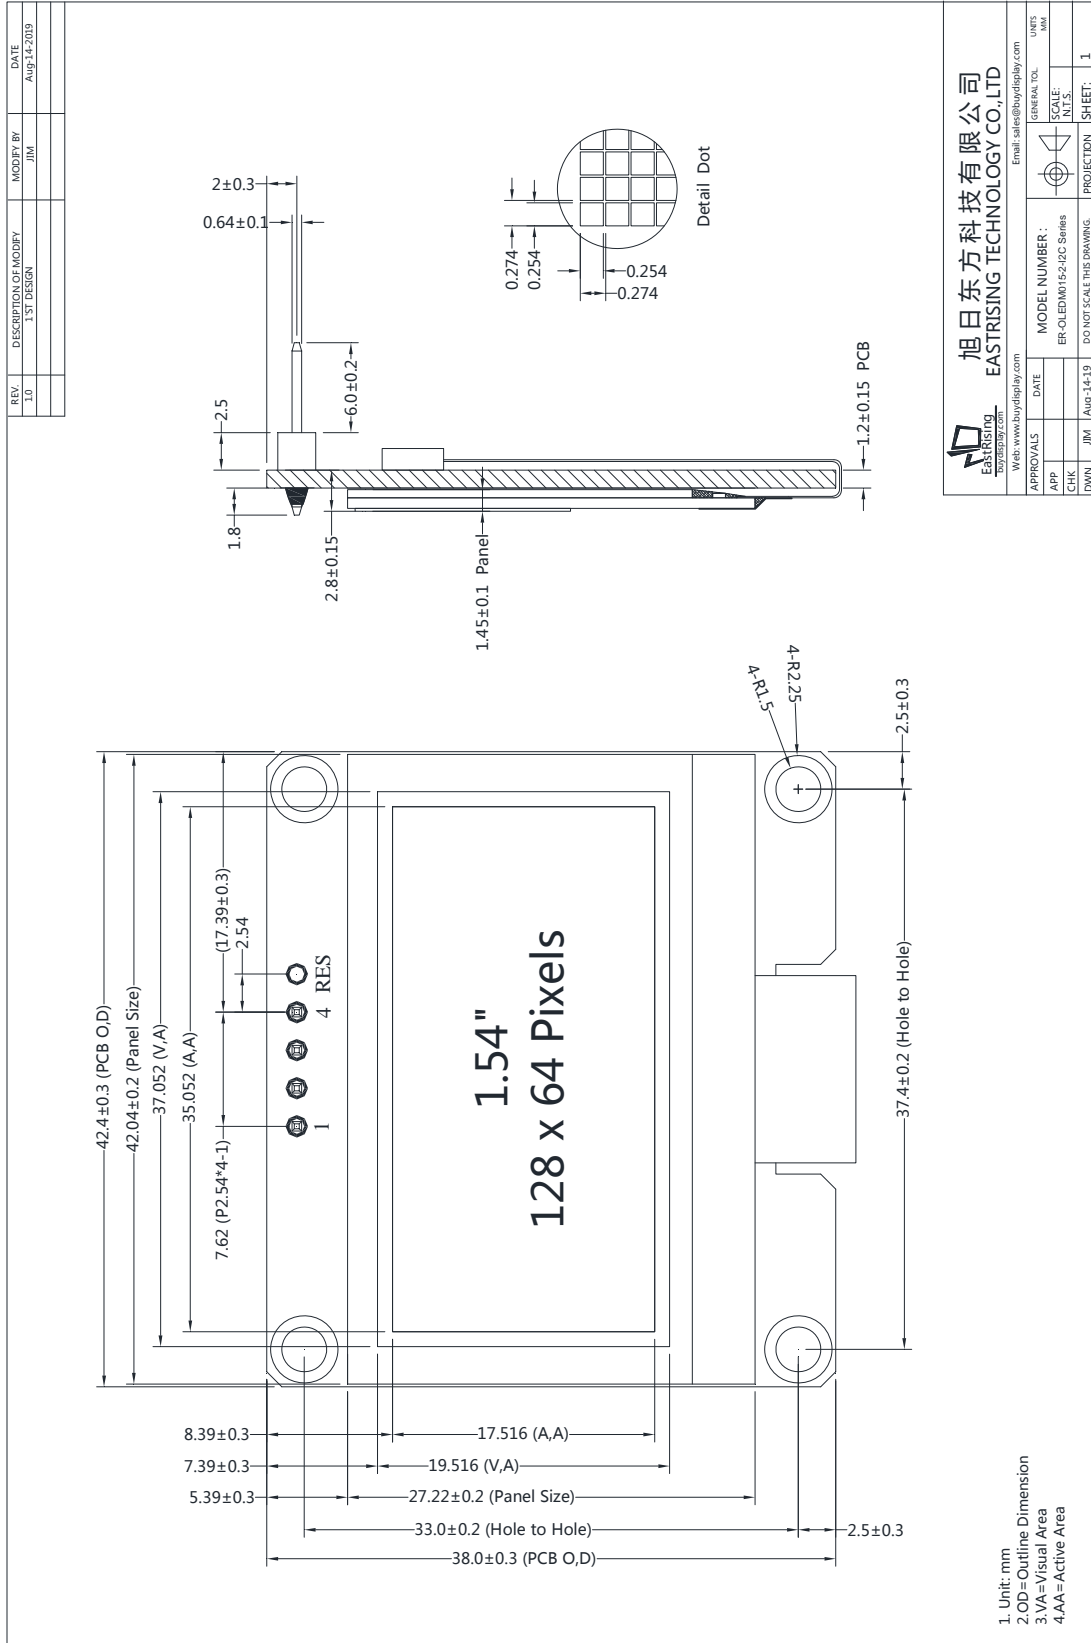 REV.
DESCRIPTION OF MODIFY
MODIFY BY
DATE
1.0
1'ST DESIGN
JIM
Aug-14-2019
42.4±0.3 (PCB O,D)
42.04±0.2 (Panel Size)
37.052 (V,A)
35.052 (A,A)
7.62 (P2.54*4-1)
(17.39±0.3)
2.54
1
4
RES
1.54"
128 x 64 Pixels
8.39±0.3
17.516 (A,A)
7.39±0.3
19.516 (V,A)
5.39±0.3
27.22±0.2 (Panel Size)
33.0±0.2 (Hole to Hole)
2.5±0.3
38.0±0.3 (PCB O,D)
37.4±0.2 (Hole to Hole)
2.5±0.3
4-R1.5
4-R2.25
1.8
2.5
2.8±0.15
1.45±0.1 Panel
6.0±0.2
1.2±0.15 PCB
2±0.3
0.64±0.1
0.274
0.254
0.254
0.274
Detail Dot
1. Unit: mm
2.OD=Outline Dimension
3.VA=Visual Area
4.AA=Active Area
EastRising
buydisplay.com
旭日东方科技有限公司
EASTRISING TECHNOLOGY CO.,LTD
Web: www.buydisplay.com
Email: sales@buydisplay.com
APPROVALS
DATE
MODEL NUMBER :
ER-OLEDM015-2-I2C Series
GENERAL TOL.
UNITS
MM
APP
CHK
DWN
JIM
Aug-14-19
DO NOT SCALE THIS DRAWING.
PROJECTION
SCALE:
N.T.S.
SHEET:
1